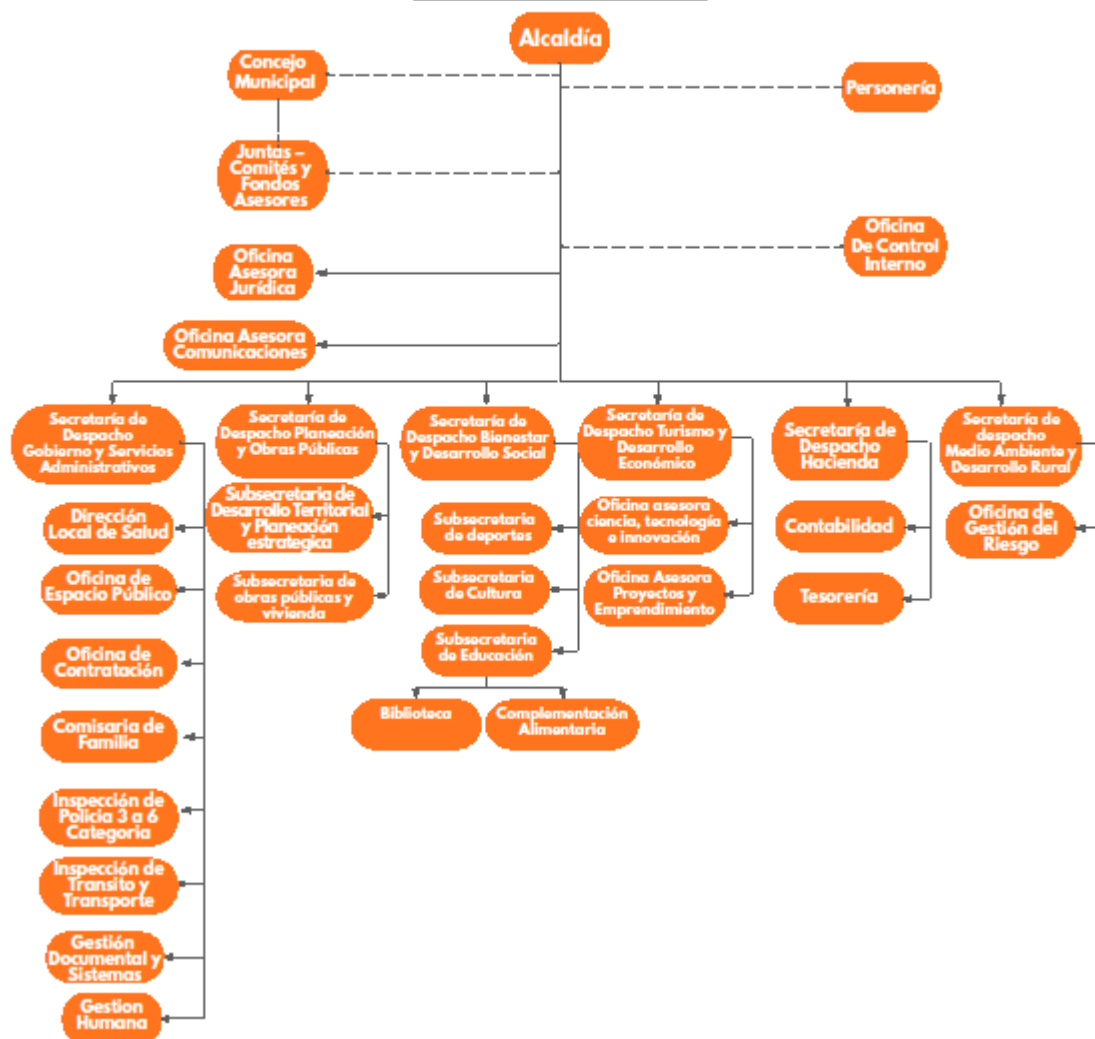 Alcaldía
Concejo
Municipal
Personería
Juntas –
Comités y
Fondos
Asesores
Oficina
De Control
Interno
Oficina
Asesora
Jurídica
Oficina Asesora
Comunicaciones
Secretaría de
Despacho
Gobierno y Servicios
Administrativos
Secretaría de
Despacho Planeación
y Obras Públicas
Secretaría de
Despacho Bienestar
y Desarrollo Social
Secretaría de
Despacho Turismo y
Desarrollo
Económico
Secretaría de
Despacho
Hacienda
Secretaría de
despacho
Medio Ambiente y
Desarrollo Rural
Dirección
Local de Salud
Oficina de
Espacio Público
Oficina de
Contratación
Comisaria de
Familia
Inspección de
Policia 3 a 6
Categoria
Inspección de
Transito y
Transporte
Gestión
Documental y
Sistemas
Gestion
Humana
Subsecretaria de
Desarrollo Territorial
y Planeación
estrategica
Subsecretaria de
obras públicas y
vivienda
Subsecretaria
de deportes
Subsecretaria
de Cultura
Subsecretaria
de Educación
Biblioteca
Complementación
Alimentaria
Oficina asesora
ciencia, tecnología
e innovación
Oficina Asesora
Proyectos y
Emprendimiento
Contabilidad
Tesorería
Oficina de
Gestión del
Riesgo